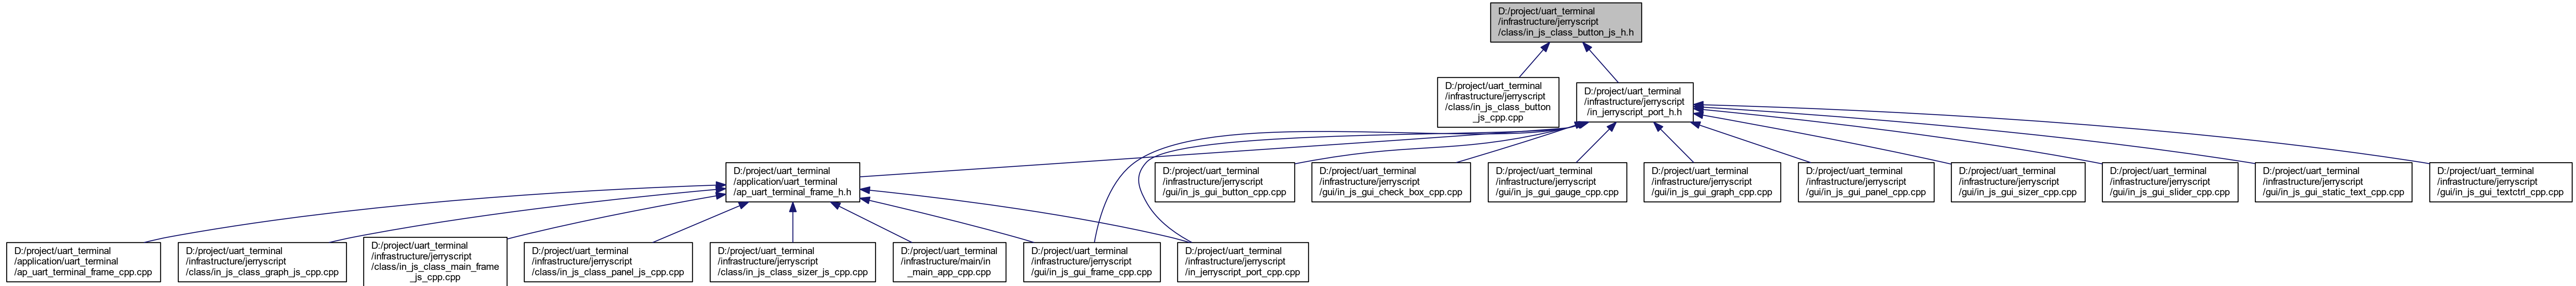 D:/project/uart_terminal
/infrastructure/jerryscript
/class/in_js_class_button_js_h.h
D:/project/uart_terminal
/infrastructure/jerryscript
/class/in_js_class_button
_js_cpp.cpp
D:/project/uart_terminal
/infrastructure/jerryscript
/in_jerryscript_port_h.h
D:/project/uart_terminal
/application/uart_terminal
/ap_uart_terminal_frame_h.h
D:/project/uart_terminal
/infrastructure/jerryscript
/gui/in_js_gui_button_cpp.cpp
D:/project/uart_terminal
/infrastructure/jerryscript
/gui/in_js_gui_check_box_cpp.cpp
D:/project/uart_terminal
/infrastructure/jerryscript
/gui/in_js_gui_gauge_cpp.cpp
D:/project/uart_terminal
/infrastructure/jerryscript
/gui/in_js_gui_graph_cpp.cpp
D:/project/uart_terminal
/infrastructure/jerryscript
/gui/in_js_gui_panel_cpp.cpp
D:/project/uart_terminal
/infrastructure/jerryscript
/gui/in_js_gui_sizer_cpp.cpp
D:/project/uart_terminal
/infrastructure/jerryscript
/gui/in_js_gui_slider_cpp.cpp
D:/project/uart_terminal
/infrastructure/jerryscript
/gui/in_js_gui_static_text_cpp.cpp
D:/project/uart_terminal
/infrastructure/jerryscript
/gui/in_js_gui_textctrl_cpp.cpp
D:/project/uart_terminal
/application/uart_terminal
/ap_uart_terminal_frame_cpp.cpp
D:/project/uart_terminal
/infrastructure/jerryscript
/class/in_js_class_graph_js_cpp.cpp
D:/project/uart_terminal
/infrastructure/jerryscript
/class/in_js_class_main_frame
_js_cpp.cpp
D:/project/uart_terminal
/infrastructure/jerryscript
/class/in_js_class_panel_js_cpp.cpp
D:/project/uart_terminal
/infrastructure/jerryscript
/class/in_js_class_sizer_js_cpp.cpp
D:/project/uart_terminal
/infrastructure/main/in
_main_app_cpp.cpp
D:/project/uart_terminal
/infrastructure/jerryscript
/gui/in_js_gui_frame_cpp.cpp
D:/project/uart_terminal
/infrastructure/jerryscript
/in_jerryscript_port_cpp.cpp